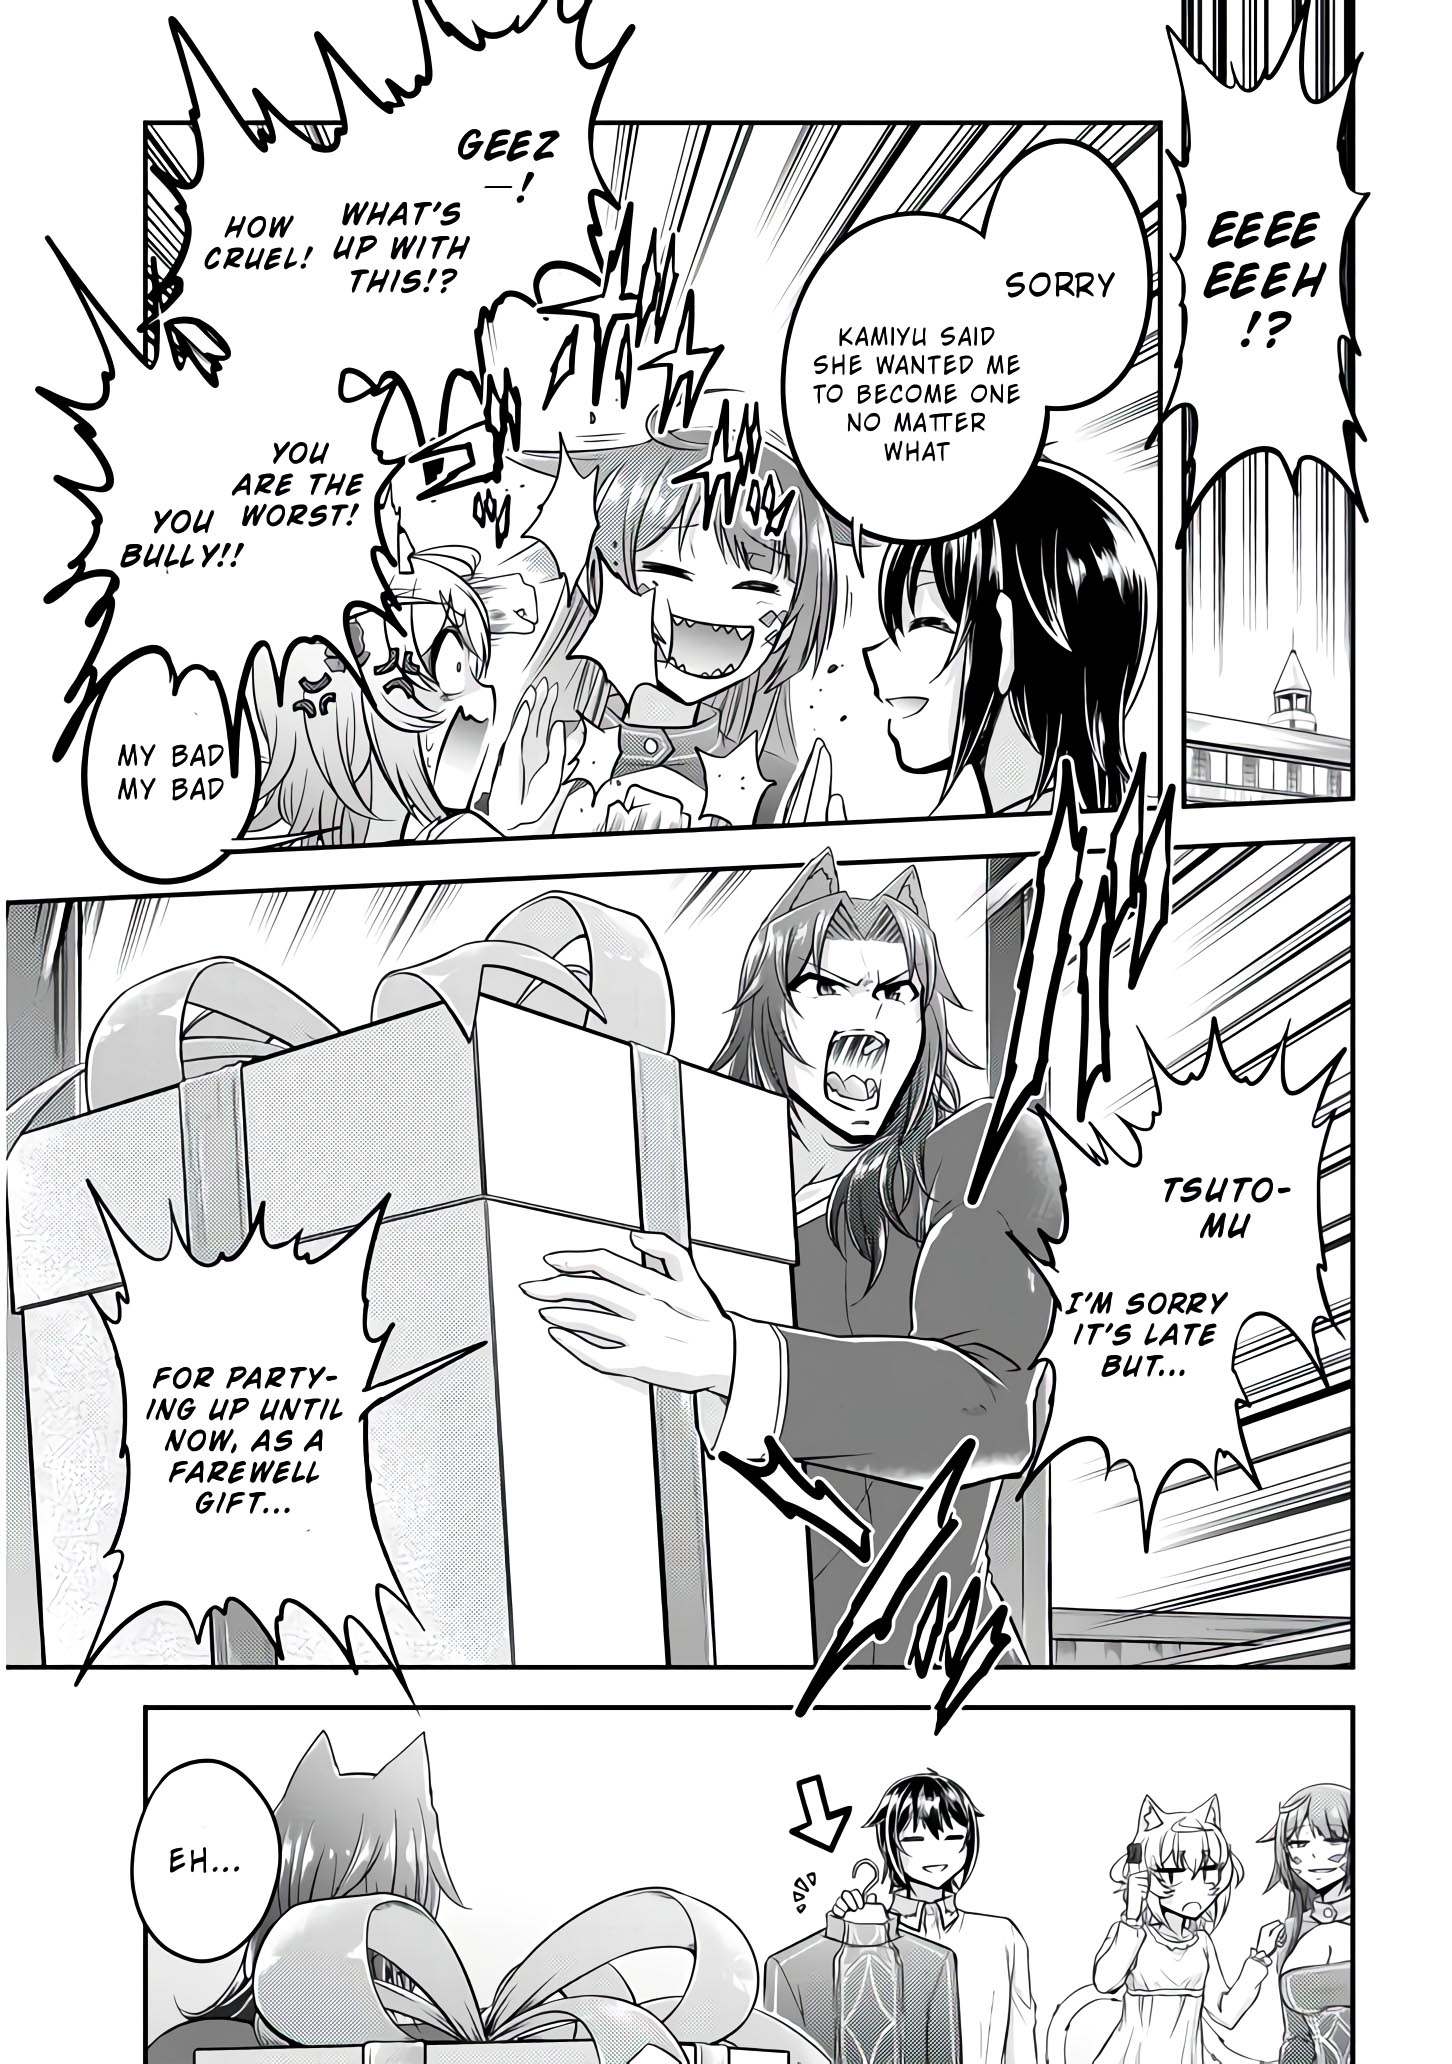 EEEE
EEEEH
!?
SORRY
KAMIYU SAID
SHE WANTED ME
TO BECOME ONE
NO MATTER
WHAT
GEEZ
—!
WHAT'S
UP WITH
THIS!?
HOW
CRUEL!
YOU
ARE THE
WORST!
YOU
BULLY!!
MY BAD
MY BAD
TSUTO-
MU
I'M SORRY
IT'S LATE
BUT...
FOR PARTY-
ING UP UNTIL
NOW, AS A
FAREWELL
GIFT...
EH...